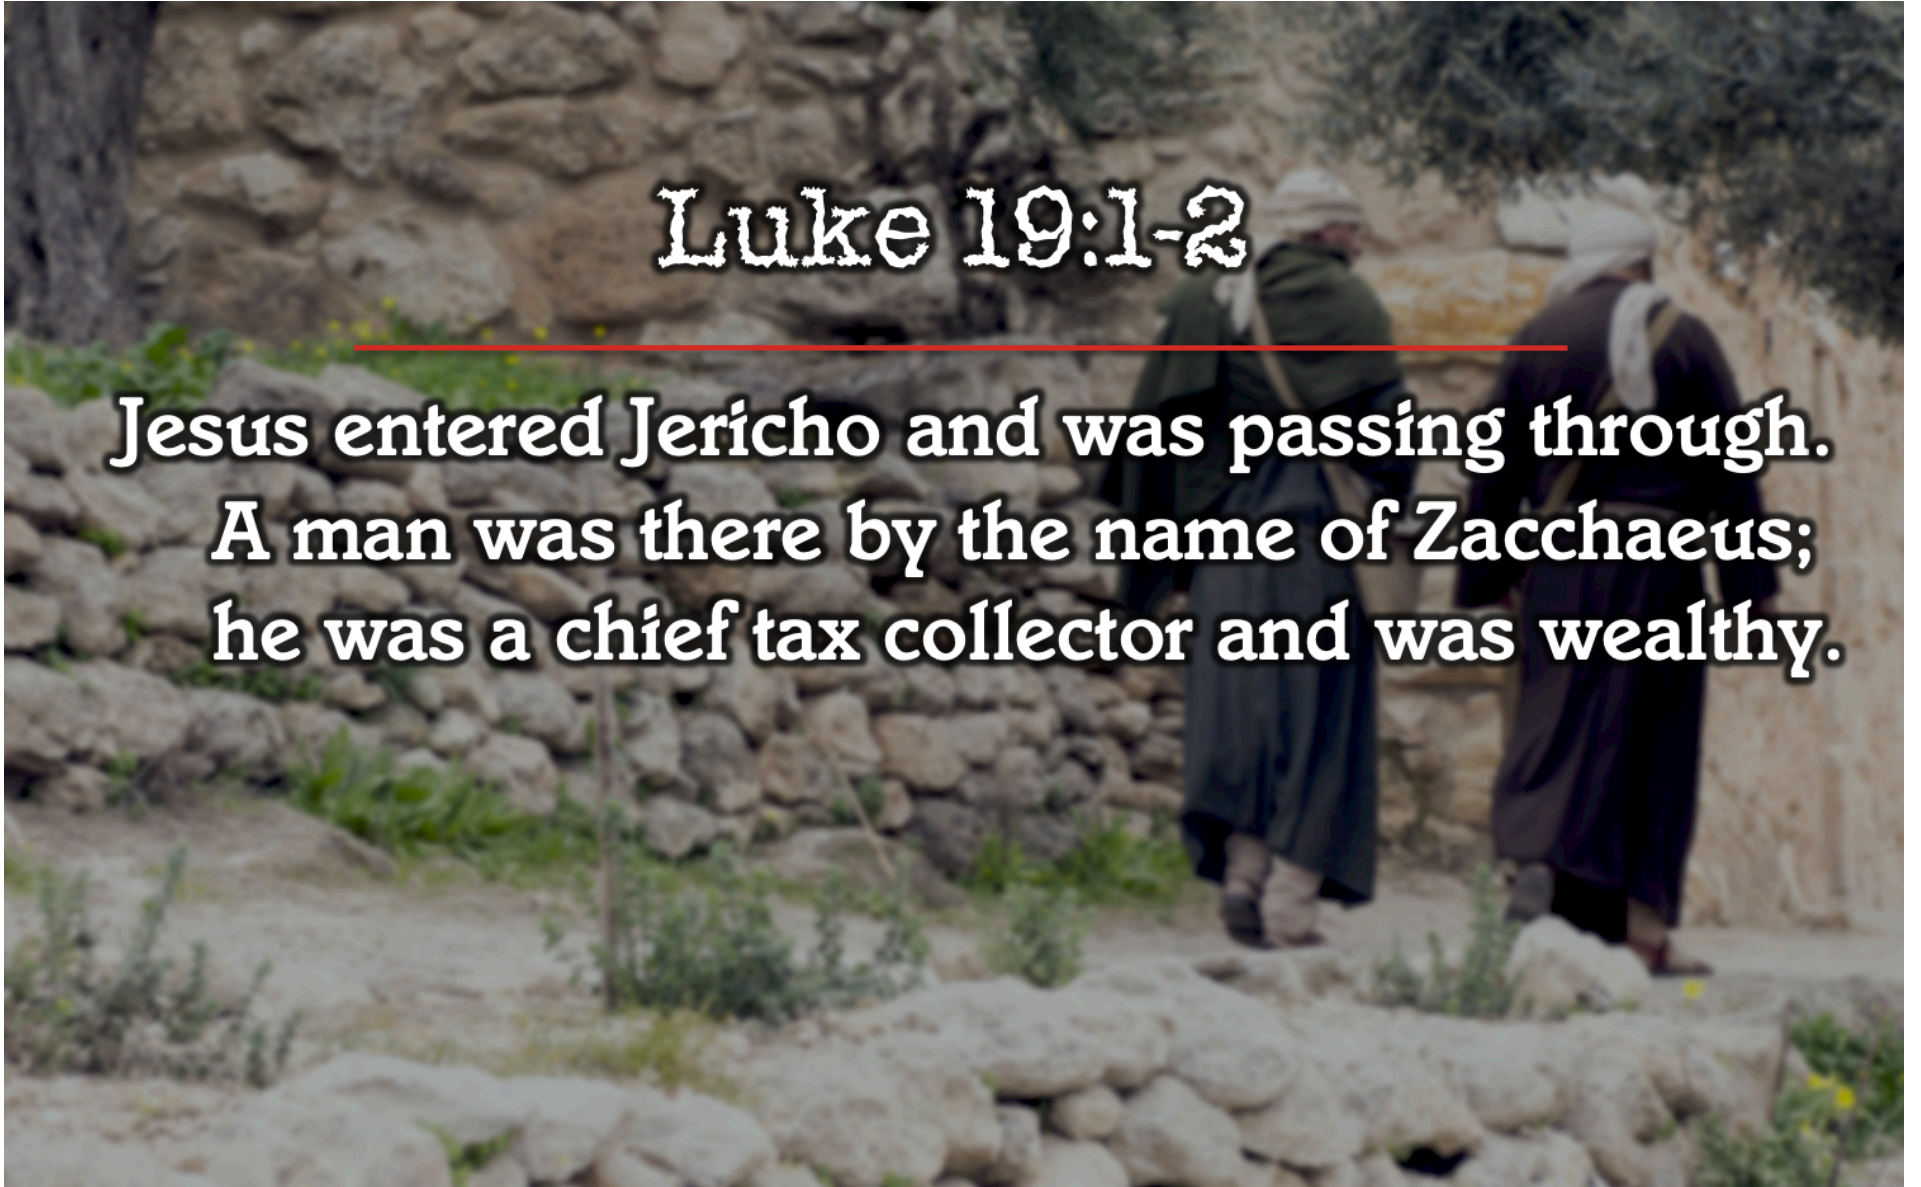 Luke 19:1-2
Jesus entered Jericho and was passing through.
A man was there by the name of Zacchaeus;
he was a chief tax collector and was wealthy.